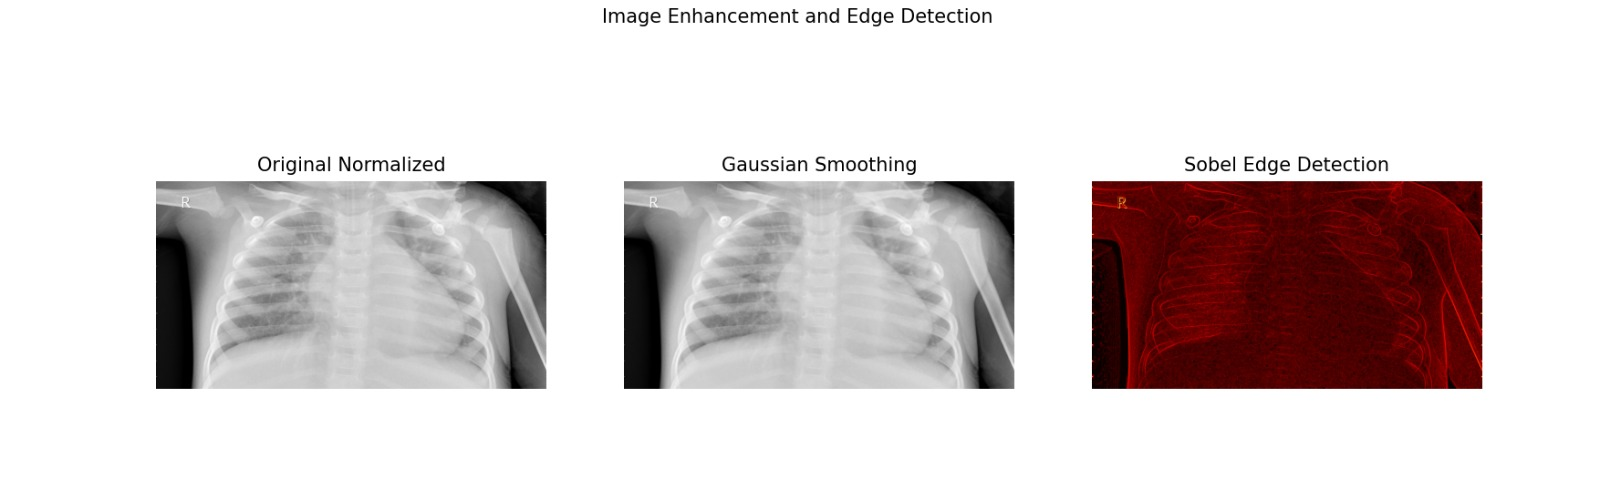 Image Enhancement and Edge Detection
Original Normalized
Gaussian Smoothing
Sobel Edge Detection
R
R
R